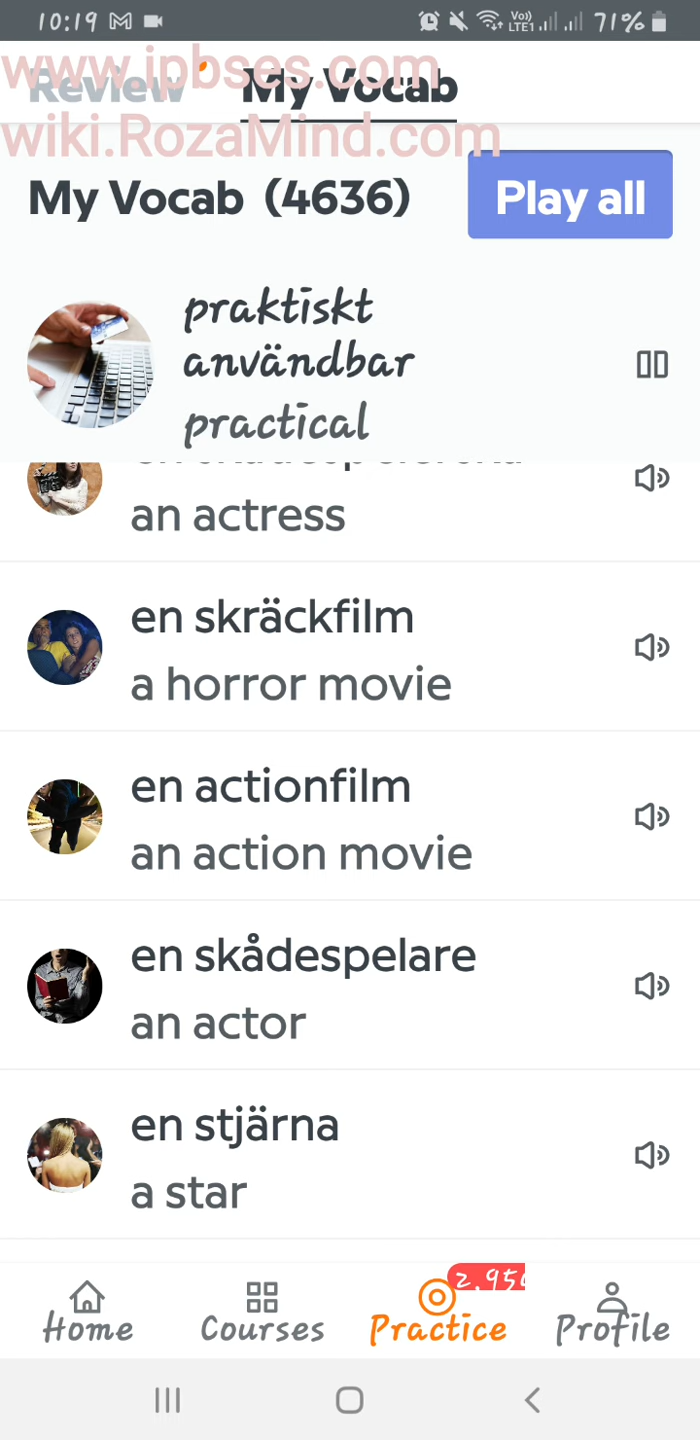 10:19
Vo))
LTE1
71%
www.ipbses.com
Review My Vocab
wiki.RozaMind.com
My Vocab (4636)
Play all
praktiskt
användbar
practical
an actress
en skräckfilm
a horror movie
en actionfilm
an action movie
en skådespelare
an actor
en stjärna
a star
Home
Courses
Practice
Profile